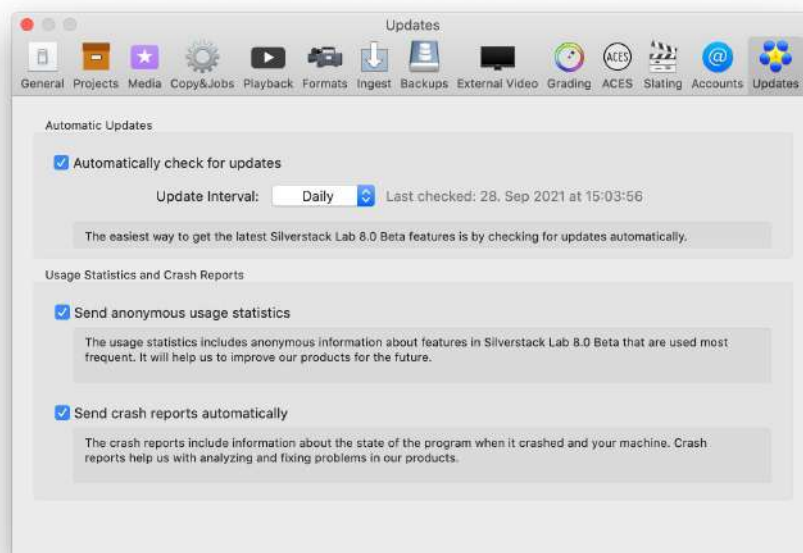 Updates
General Projects Media Copy&Jobs Playback Formats Ingest Backups External Video Grading ACES Slating Accounts Updates
Automatic Updates
Automatically check for updates
Update Interval: Daily Last checked: 28. Sep 2021 at 15:03:56
The easiest way to get the latest Silverstack Lab 8.0 Beta features is by checking for updates automatically.
Usage Statistics and Crash Reports
Send anonymous usage statistics
The usage statistics includes anonymous information about features in Silverstack Lab 8.0 Beta that are used most
frequent. It will help us to improve our products for the future.
Send crash reports automatically
The crash reports include information about the state of the program when it crashed and your machine. Crash
reports help us with analyzing and fixing problems in our products.